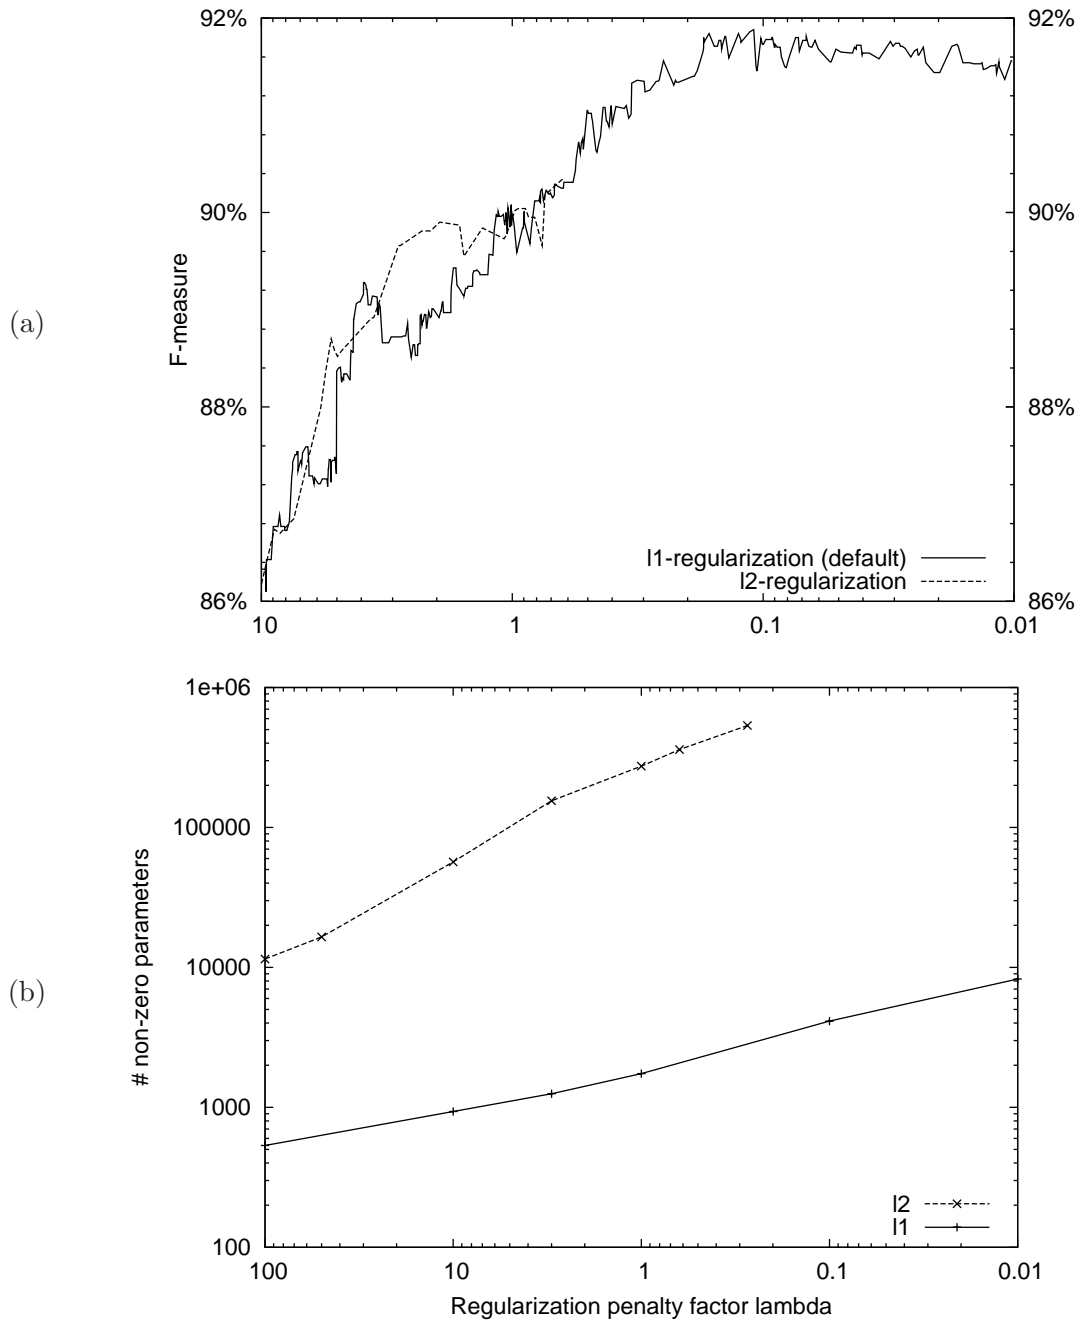 (a)
F-measure
92%
90%
88%
86%
92%
90%
88%
86%
l1-regularization (default)
l2-regularization
10
1
0.1
0.01
(b)
# non-zero parameters
1e+06
100000
10000
1000
100
l2
l1
100
10
1
0.1
0.01
Regularization penalty factor lambda